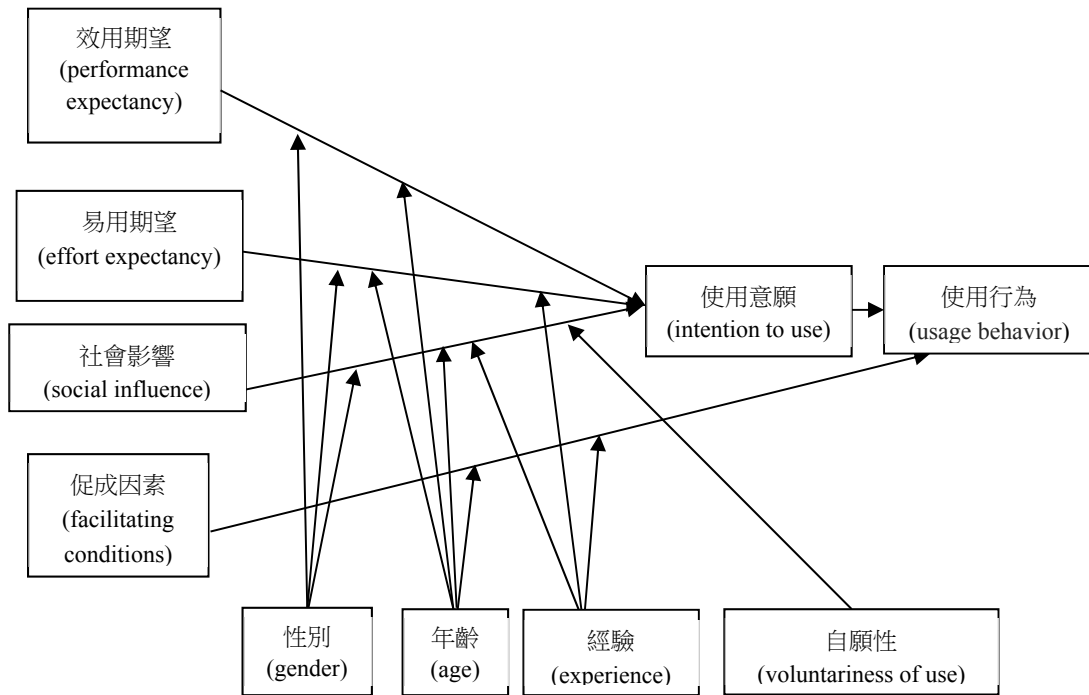 效用期望
(performance
expectancy)
易用期望
(effort expectancy)
社會影響
(social influence)
促成因素
(facilitating
conditions)
使用意願
(intention to use)
使用行為
(usage behavior)
性別
(gender)
年齡
(age)
經驗
(experience)
自願性
(voluntariness of use)